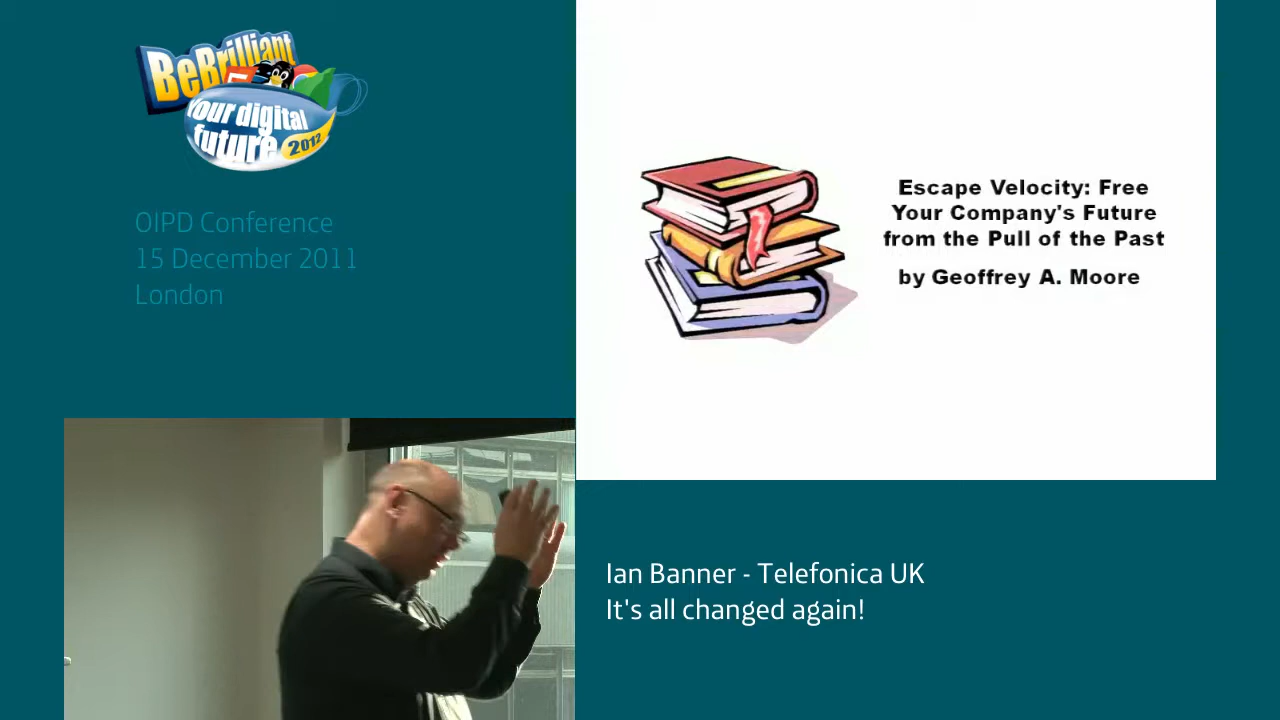 BeBrilliant
Your digital
future
2012
OIPD Conference
15 December 2011
London
Escape Velocity: Free
Your Company's Future
from the Pull of the Past
by Geoffrey A. Moore
Ian Banner - Telefonica UK
It's all changed again!